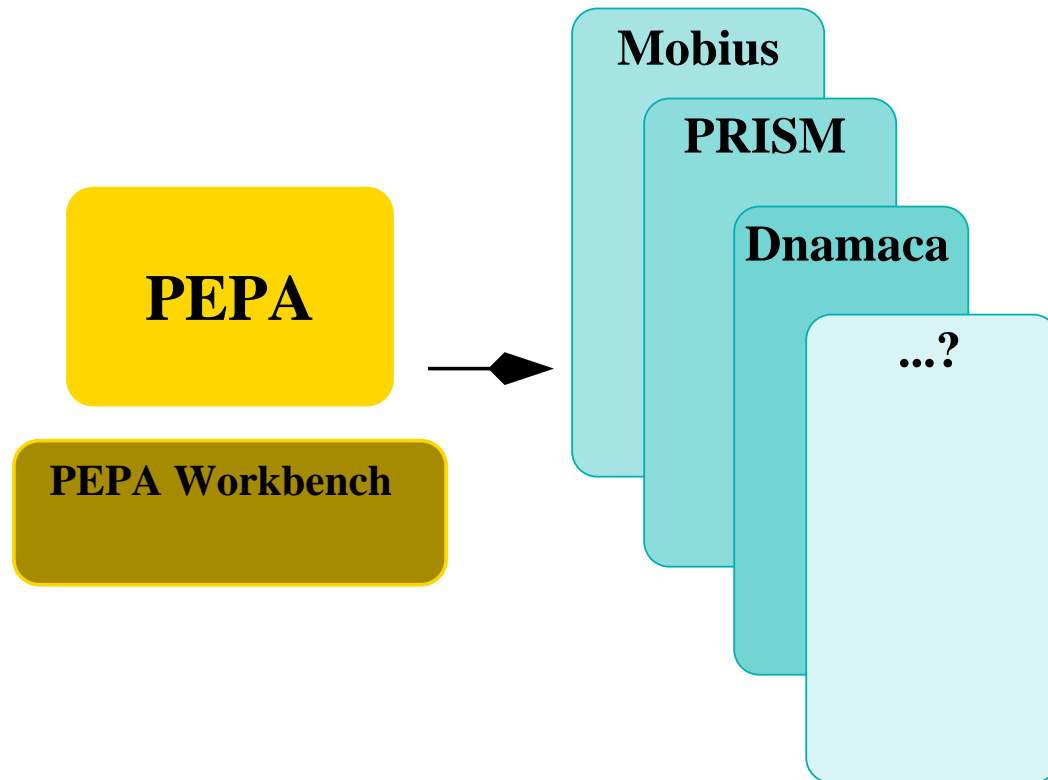 Mobius
PRISM
Dnamaca
...?
PEPA
PEPA Workbench